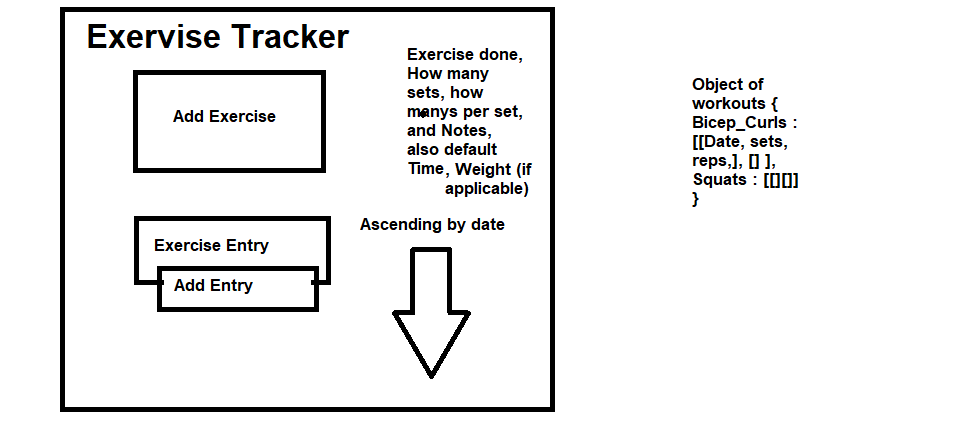 Exervise Tracker
Add Exercise
Exercise done,
How many
sets, how
manys per set,
and Notes,
also default
Time, Weight (if
applicable)
Exercise Entry
Add Entry
Ascending by date
Object of
workouts {
Bicep_Curls :
[[Date, sets,
reps,], [] ],
Squats : [[][]]
}